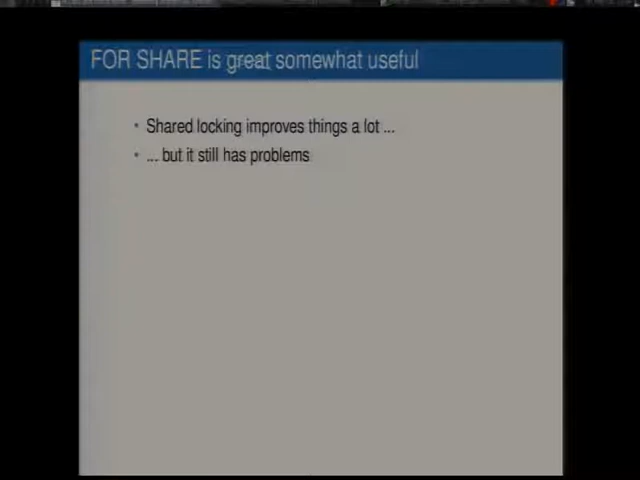 FOR SHARE is great somewhat useful
• Shared locking improves things a lot ...
• ... but it still has problems